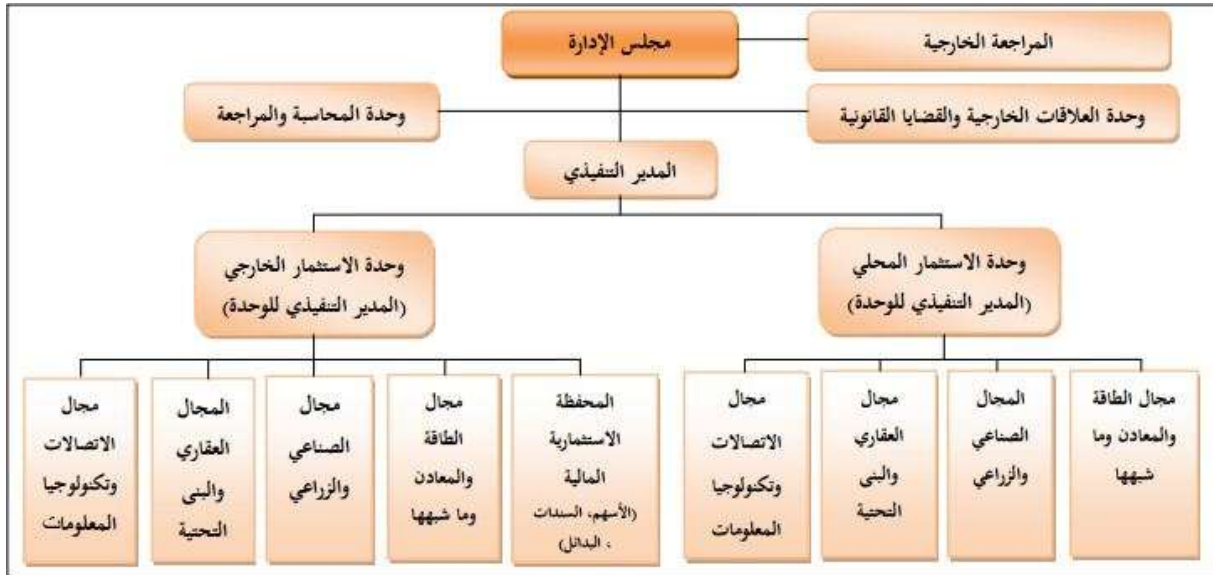 المراجعة الخارجية
مجلس الإدارة
وحدة العلاقات الخارجية والقضايا القانونية
وحدة المحاسبة والمراجعة
المدير التنفيذي
وحدة الاستثمار المحلي
(المدير التنفيذي للوحدة)
وحدة الاستثمار الخارجي
(المدير التنفيذي للوحدة)
مجال الطاقة
والمعادن وما
شبهها
المجال
الصناعي
والزراعي
مجال
العقاري
والبنى
التحتية
مجال
الاتصالات
وتكنولوجيا
المعلومات
المحفظة
الاستثمارية
المالية
(الأسهم، السندات
، البدائل)
مجال
الطاقة
والمعادن
وما شبهها
مجال
الصناعي
والزراعي
المجال
العقاري
والبنى
التحتية
مجال
الاتصالات
وتكنولوجيا
المعلومات